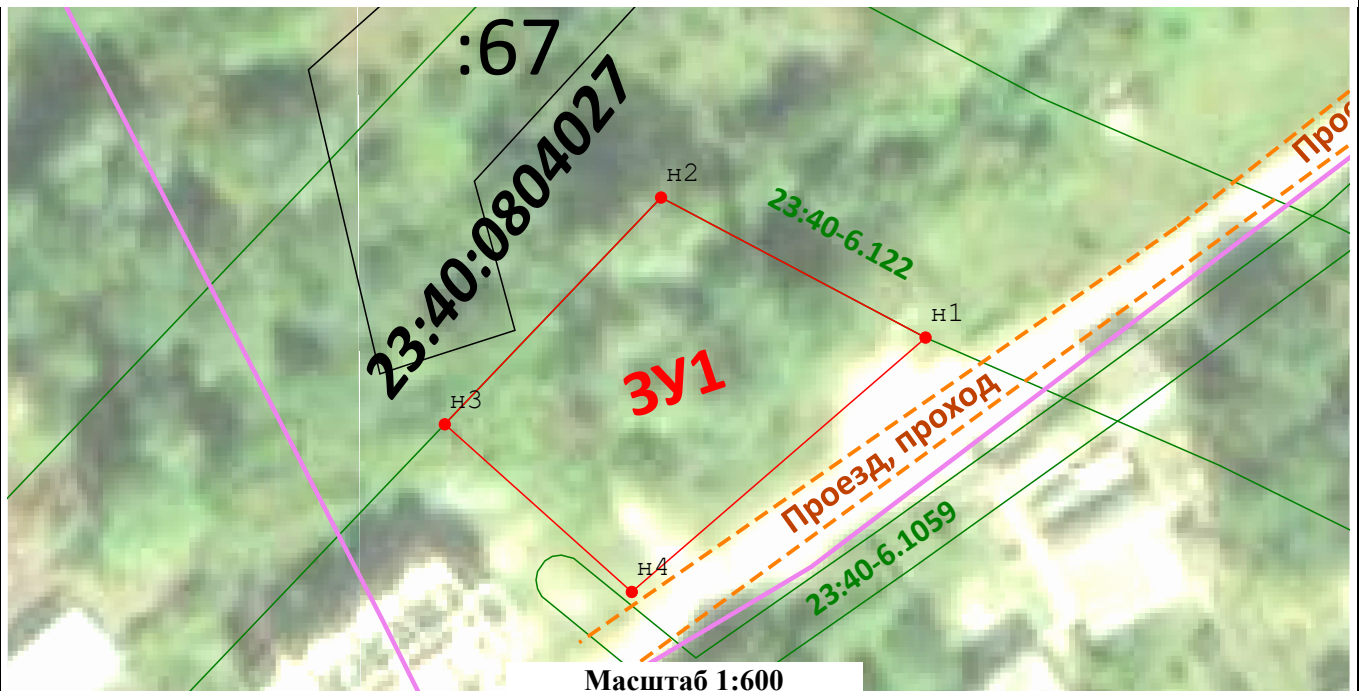 :67
23:40:0804027
н2
23:40-6.122
Прое
н1
ЗУ1
н3
Проезд, проход
н4
23:40-6.1059
Масштаб 1:600